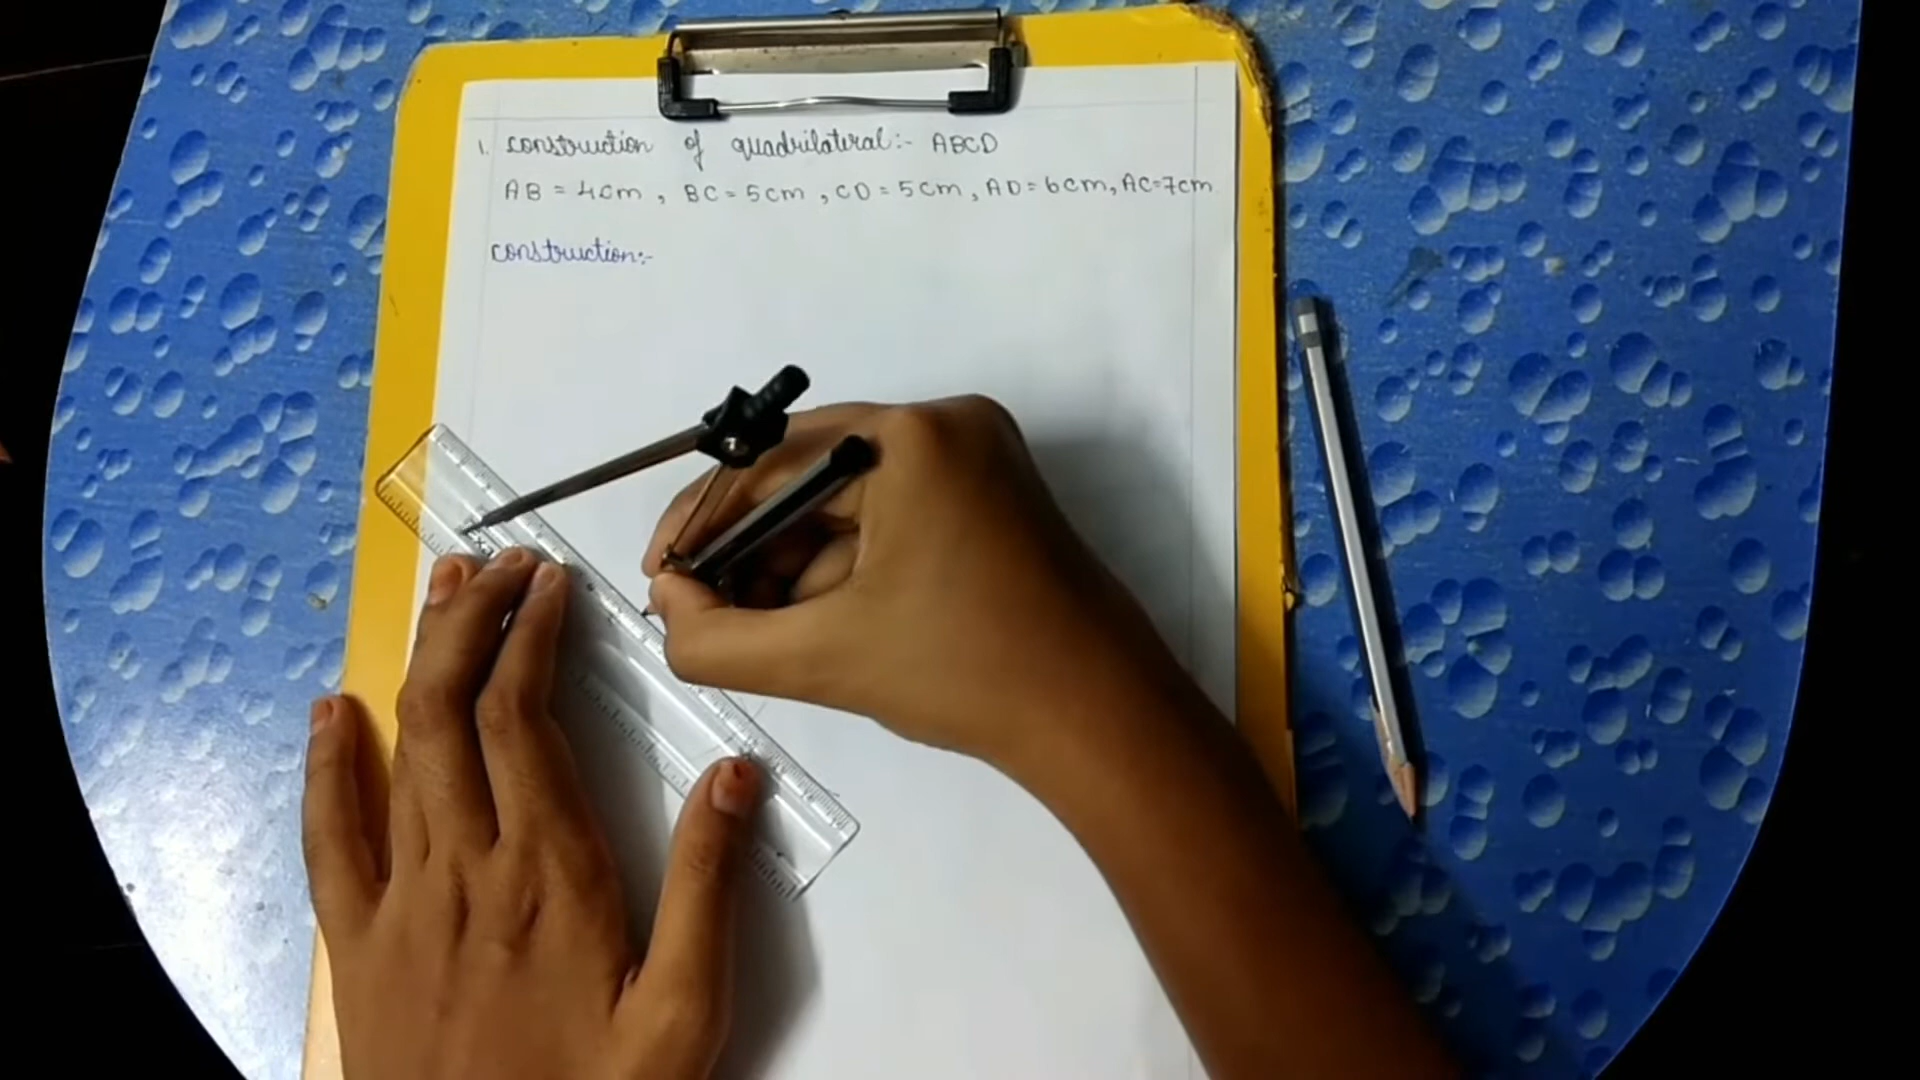 1. construction of quadrilateral:- ABCD
AB = 4cm, BC = 5cm, CD = 5cm, AD = 6cm, AC=7cm
construction:-